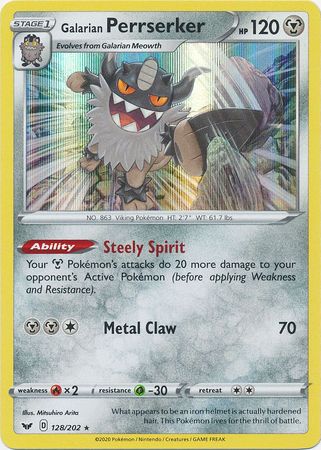 STAGE 1
Galarian Perrserker HP 120
Evolves from Galarian Meowth
NO. 863 Viking Pokémon HT: 2'7" WT: 61.7 lbs.
Ability Steely Spirit
Your Pokémon's attacks do 20 more damage to your
opponent's Active Pokémon (before applying Weakness
and Resistance).
Metal Claw 70
weakness ×2 resistance -30 retreat
Illus. Mitsuhiro Arita
D 128/202 ★
What appears to be an iron helmet is actually hardened
hair. This Pokémon lives for the thrill of battle.
©2020 Pokémon / Nintendo / Creatures / GAME FREAK